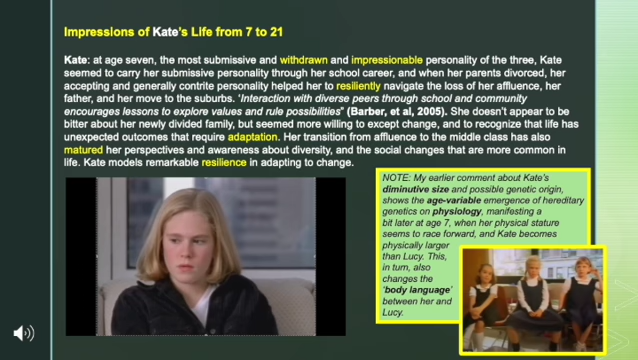 Impressions of Kate's Life from 7 to 21
Kate: at age seven, the most submissive and withdrawn and impressionable personality of the three, Kate
seemed to carry her submissive personality through her school career, and when her parents divorced, her
accepting and generally contrite personality helped her to resiliently navigate the loss of her affluence, her
father, and her move to the suburbs. 'Interaction with diverse peers through school and community
encourages lessons to explore values and rule possibilities" (Barber, et al, 2005). She doesn't appear to be
bitter about her newly divided family, but seemed more willing to except change, and to recognize that life has
unexpected outcomes that require adaptation. Her transition from affluence to the middle class has also
matured her perspectives and awareness about diversity, and the social changes that are more common in
life. Kate models remarkable resilience in adapting to change.
NOTE: My earlier comment about Kate's
diminutive size and possible genetic origin,
shows the age-variable emergence of hereditary
genetics on physiology, manifesting a
bit later at age 7, when her physical stature
seems to race forward, and Kate becomes
physically larger
than Lucy. This,
in turn, also
changes the
'body language'
between her and
Lucy.